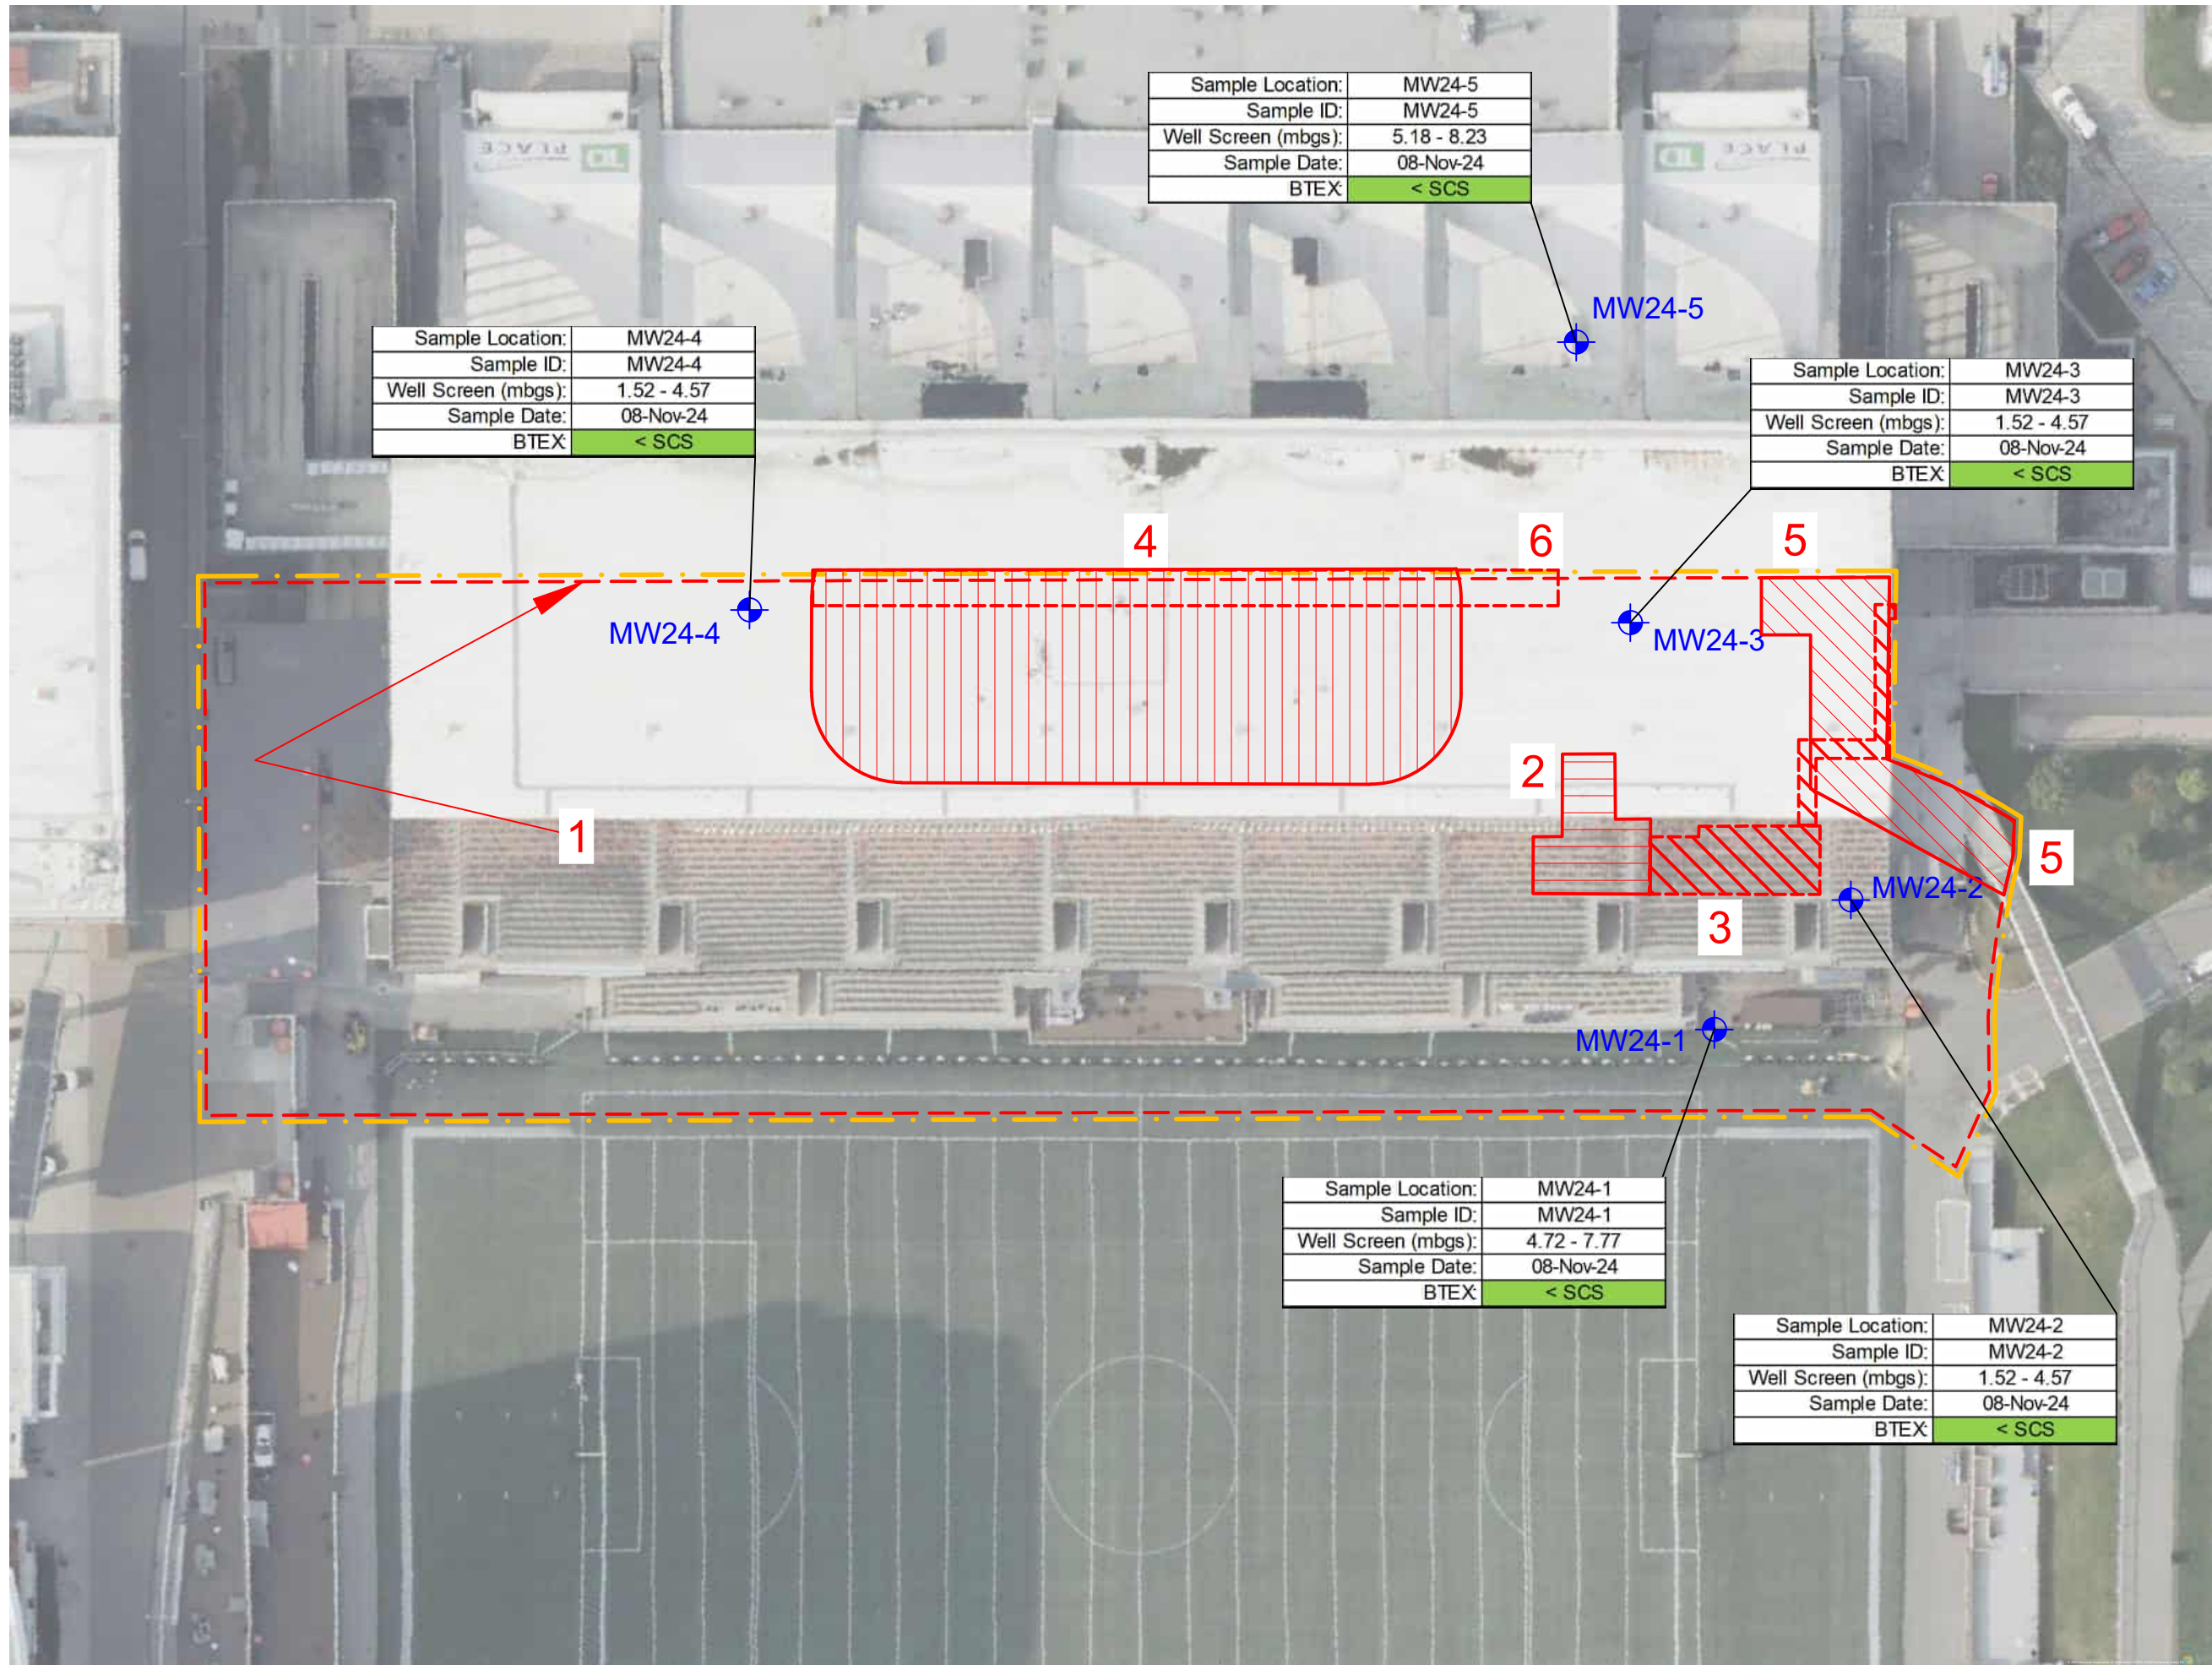 Sample Location: MW24-5
Sample ID: MW24-5
Well Screen (mbgs): 5.18 - 8.23
Sample Date: 08-Nov-24
BTEX: < SCS
TD PLACE
TD PLACE
MW24-5
Sample Location: MW24-4
Sample ID: MW24-4
Well Screen (mbgs): 1.52 - 4.57
Sample Date: 08-Nov-24
BTEX: < SCS
Sample Location: MW24-3
Sample ID: MW24-3
Well Screen (mbgs): 1.52 - 4.57
Sample Date: 08-Nov-24
BTEX: < SCS
4
6
5
MW24-4
MW24-3
2
1
5
MW24-2
3
MW24-1
Sample Location: MW24-1
Sample ID: MW24-1
Well Screen (mbgs): 4.72 - 7.77
Sample Date: 08-Nov-24
BTEX: < SCS
Sample Location: MW24-2
Sample ID: MW24-2
Well Screen (mbgs): 1.52 - 4.57
Sample Date: 08-Nov-24
BTEX: < SCS